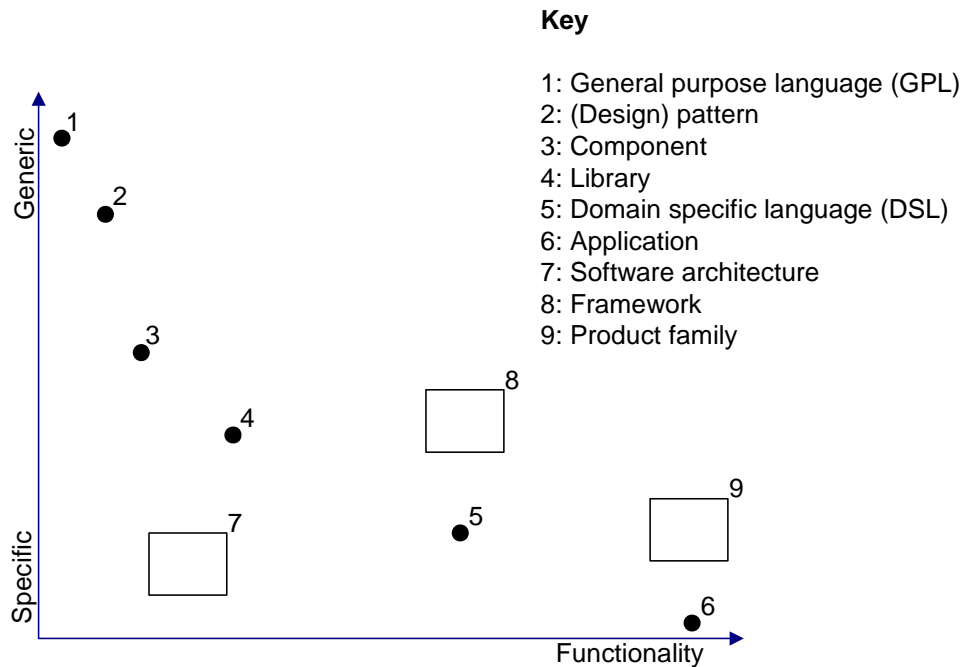 Key
1: General purpose language (GPL)
2: (Design) pattern
3: Component
4: Library
5: Domain specific language (DSL)
6: Application
7: Software architecture
8: Framework
9: Product family
Generic
Specific
1
2
3
4
5
6
7
8
9
Functionality